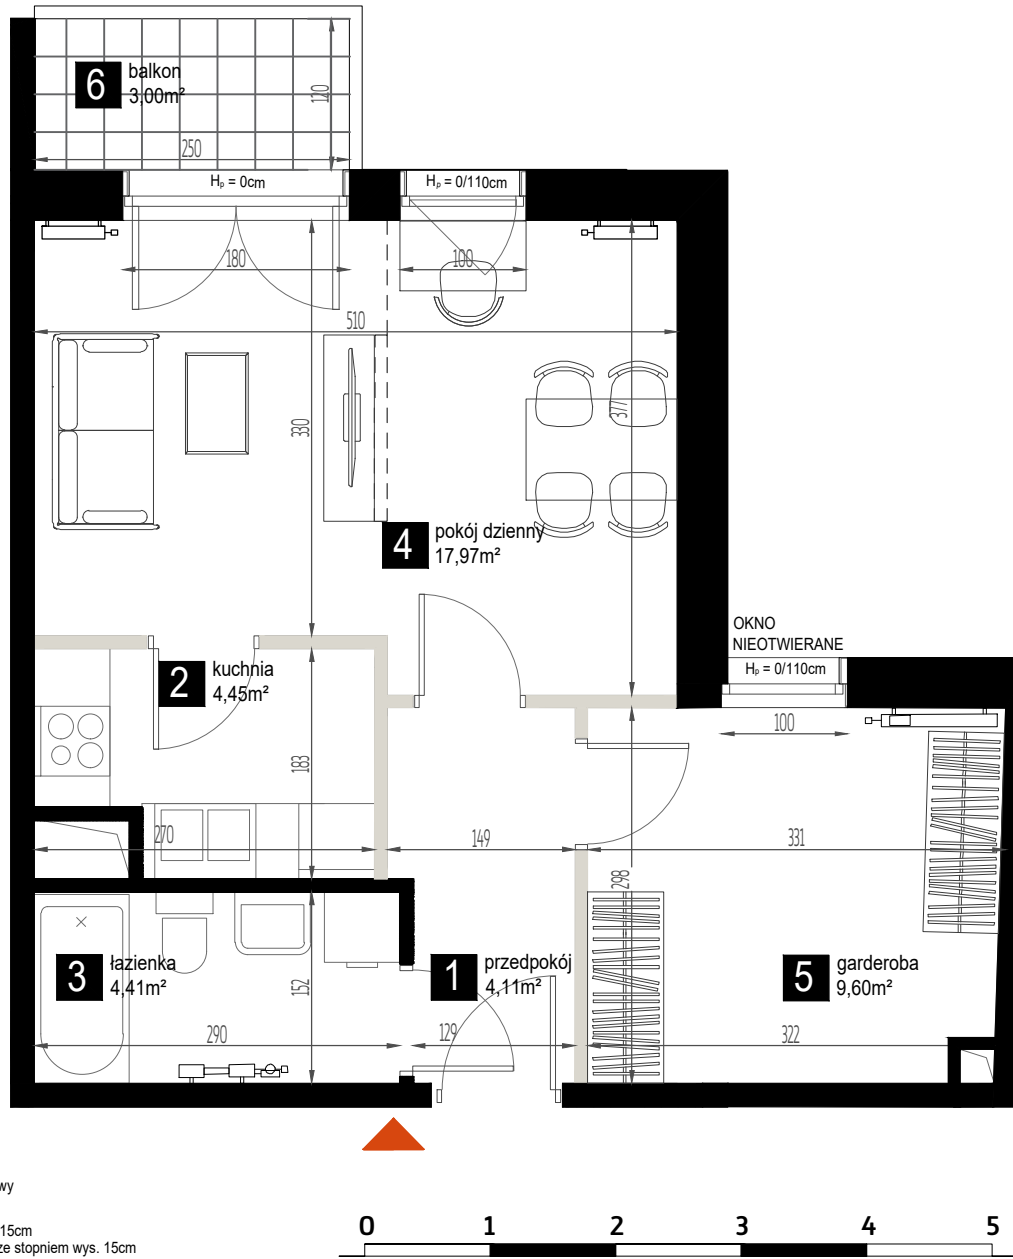 6
balkon
3,00m²
120
250
Hₚ = 0cm
Hₚ = 0/110cm
180
100
510
330
377
4
pokój dzienny
17,97m²
OKNO
NIEOTWIERANE
Hₚ = 0/110cm
100
2
kuchnia
4,45m²
183
270
149
331
298
3
łazienka
4,41m²
152
290
1
przedpokój
4,11m²
129
5
garderoba
9,60m²
322
wy
15cm
ze stopniem wys. 15cm
0 1 2 3 4 5